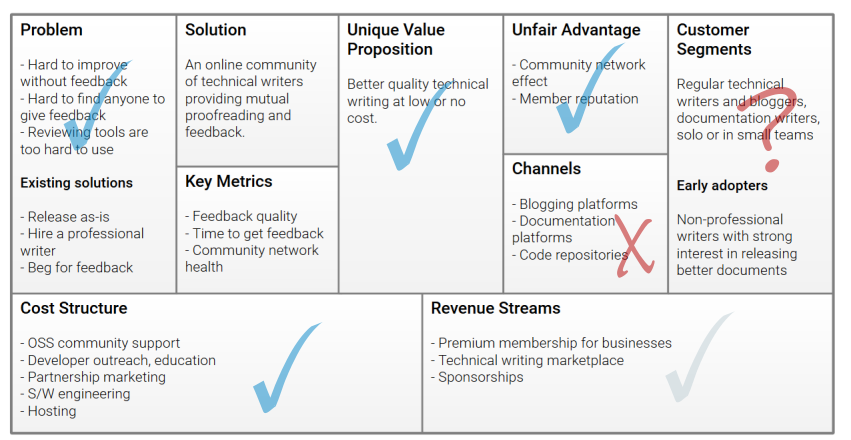 Problem
- Hard to improve
without feedback
- Hard to find anyone to
give feedback
- Reviewing tools are
too hard to use
Existing solutions
- Release as-is
- Hire a professional
writer
- Beg for feedback
Solution
An online community
of technical writers
providing mutual
proofreading and
feedback.
Key Metrics
- Feedback quality
- Time to get feedback
- Community network
health
Unique Value
Proposition
Better quality technical
writing at low or no
cost.
Unfair Advantage
- Community network
effect
- Member reputation
Channels
- Blogging platforms
- Documentation
platforms
- Code repositories
Customer
Segments
Regular technical
writers and bloggers,
documentation writers,
solo or in small teams
Early adopters
Non-professional
writers with strong
interest in releasing
better documents
Cost Structure
- OSS community support
- Developer outreach, education
- Partnership marketing
- S/W engineering
- Hosting
Revenue Streams
- Premium membership for businesses
- Technical writing marketplace
- Sponsorships